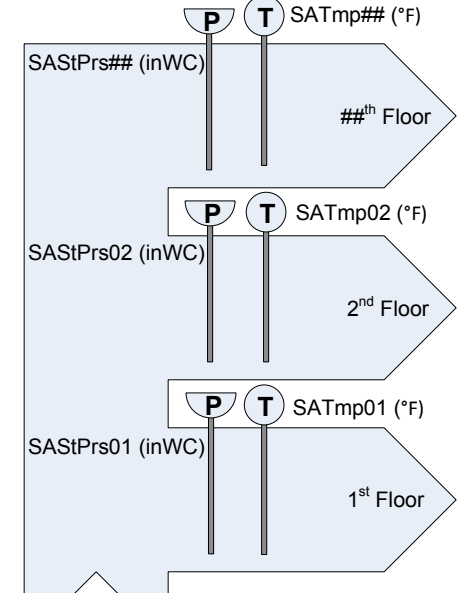 P T SATmp## (°F)
SAStPrs## (inWC)
##th Floor
P T SATmp02 (°F)
SAStPrs02 (inWC)
2nd Floor
P T SATmp01 (°F)
SAStPrs01 (inWC)
1st Floor